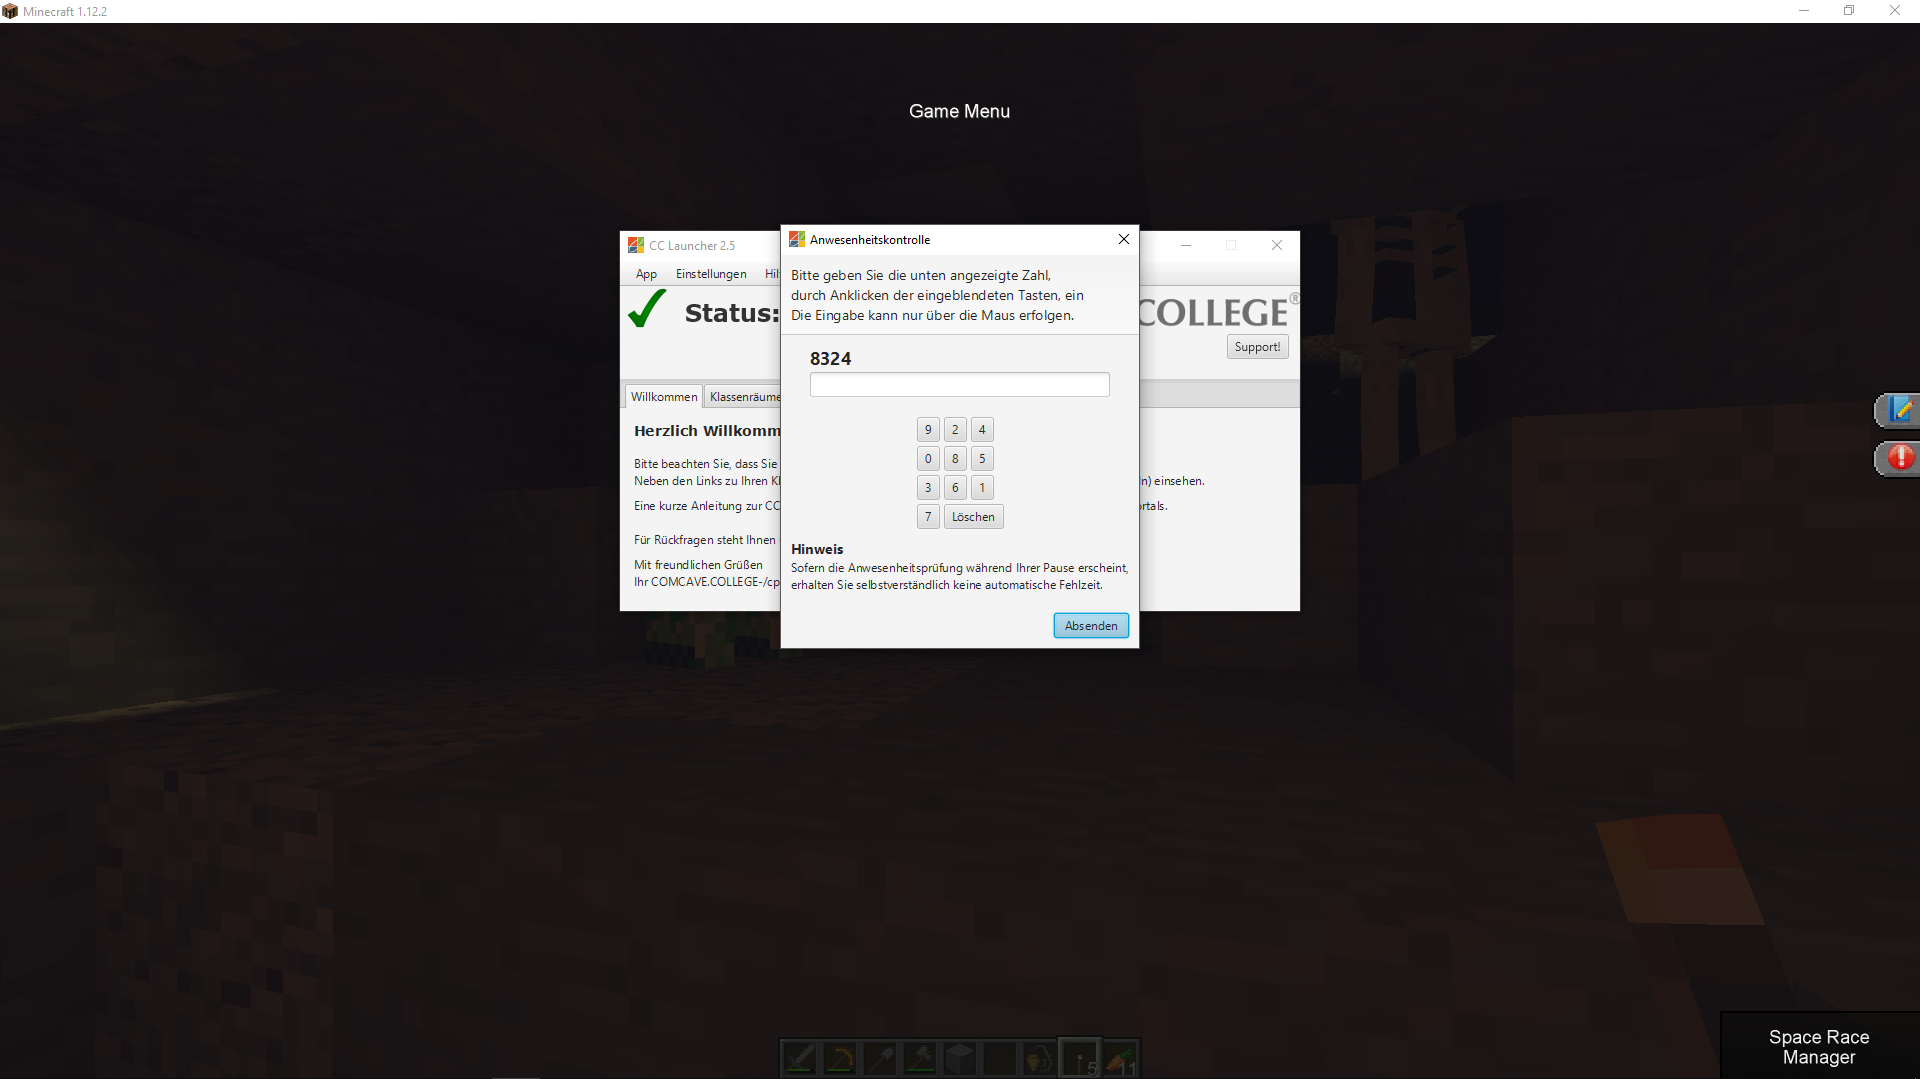 Minecraft 1.12.2
Game Menu
CC Launcher 2.5
App Einstellungen
Status:
COLLEGE®
Support!
Willkommen Klassenräume
Herzlich
Bitte beachten Sie, dass Sie
Neben den Links zu Ihren einsehen.
Eine kurze Anleitung zur CC
Für Rückfragen steht Ihnen
Mit freundlichen Grüßen
Ihr COMCAVE.COLLEGE-/cp
Anwesenheitskontrolle
Bitte geben Sie die unten angezeigte Zahl,
durch Anklicken der eingeblendeten Tasten, ein
Die Eingabe kann nur über die Maus erfolgen.
8324
9 2 4
0 8 5
3 6 1
7 Löschen
Hinweis
Sofern die Anwesenheitsprüfung während Ihrer Pause erscheint,
erhalten Sie selbstverständlich keine automatische Fehlzeit.
Absenden
5 11
Space Race
Manager